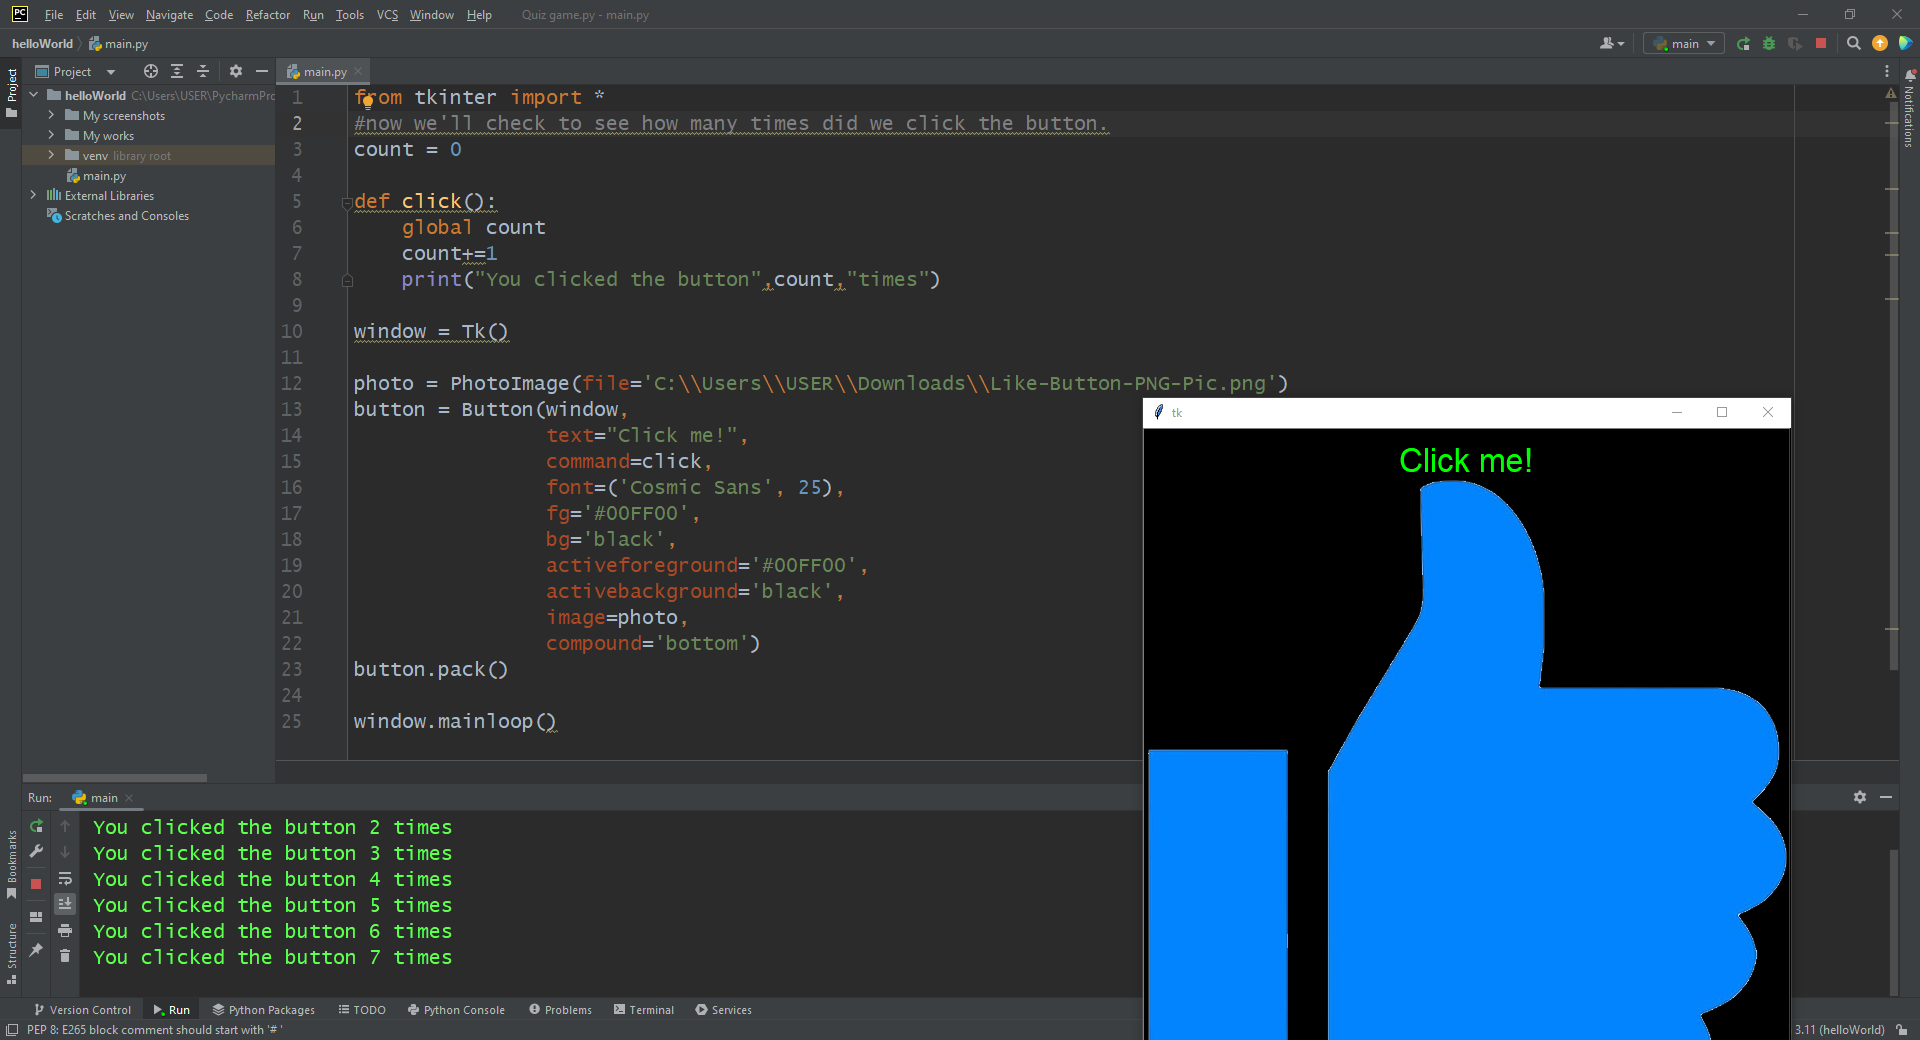 PC File Edit View Navigate Code Refactor Run Tools VCS Window Help Quiz game.py - main.py
helloWorld main.py
main
Project
Project
main.py
Notifications
helloWorld C:\Users\USER\PycharmPro
My screenshots
My works
venv library root
main.py
External Libraries
Scratches and Consoles
1 from tkinter import *
2 #now we'll check to see how many times did we click the button.
3 count = 0
4
5 def click():
6 global count
7 count+=1
8 print("You clicked the button",count,"times")
9
10 window = Tk()
11
12 photo = PhotoImage(file='C:\\Users\\USER\\Downloads\\Like-Button-PNG-Pic.png')
13 button = Button(window,
14 text="Click me!",
15 command=click,
16 font=('Cosmic Sans', 25),
17 fg='#00FF00',
18 bg='black',
19 activeforeground='#00FF00',
20 activebackground='black',
21 image=photo,
22 compound='bottom')
23 button.pack()
24
25 window.mainloop()
tk
Click me!
Run: main
You clicked the button 2 times
You clicked the button 3 times
You clicked the button 4 times
You clicked the button 5 times
You clicked the button 6 times
You clicked the button 7 times
Bookmarks
Structure
Version Control Run Python Packages TODO Python Console Problems Terminal Services
PEP 8: E265 block comment should start with '# '
3.11 (helloWorld)